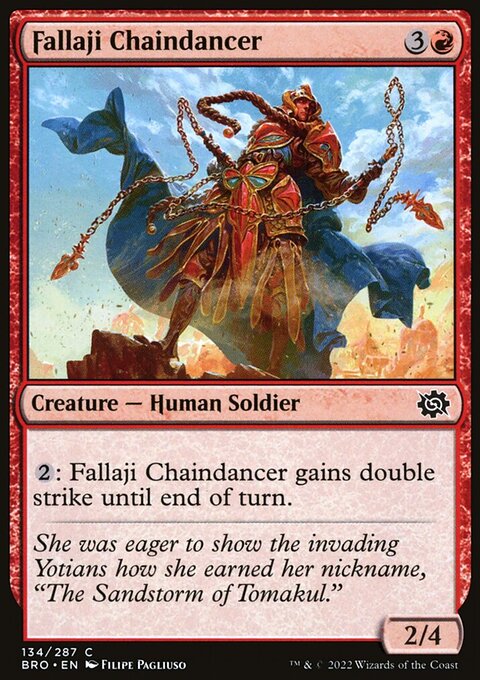 Fallaji Chaindancer 3
Creature — Human Soldier
2: Fallaji Chaindancer gains double
strike until end of turn.
She was eager to show the invading
Yotians how she earned her nickname,
“The Sandstorm of Tomakul.”
2/4
134/287 C
BRO • EN Filipe Pagliuso
™ & © 2022 Wizards of the Coast